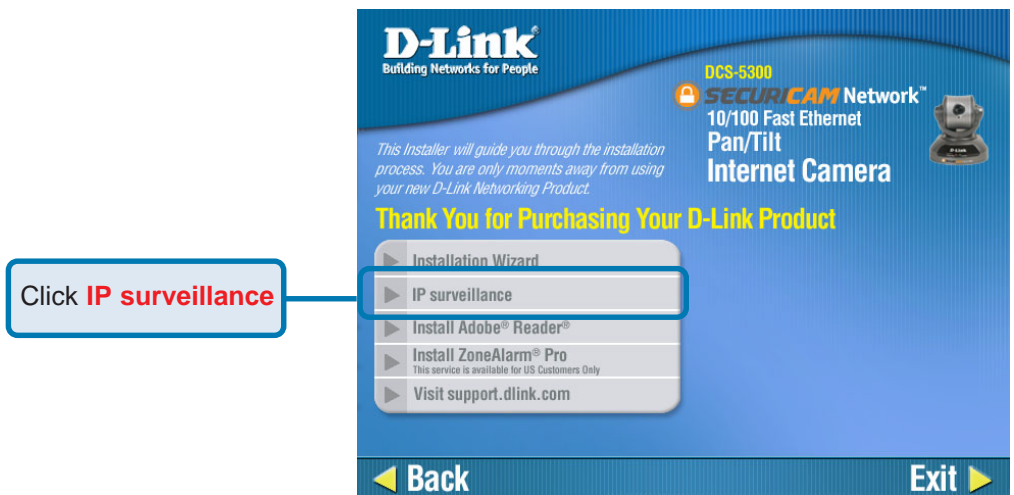 D-Link
Building Networks for People
DCS-5300
SECURICAM Network™
10/100 Fast Ethernet
Pan/Tilt
Internet Camera
This Installer will guide you through the installation
process. You are only moments away from using
your new D-Link Networking Product.
Thank You for Purchasing Your D-Link Product
Installation Wizard
Click IP surveillance
IP surveillance
Install Adobe® Reader®
Install ZoneAlarm® Pro
This service is available for US Customers Only
Visit support.dlink.com
Back
Exit